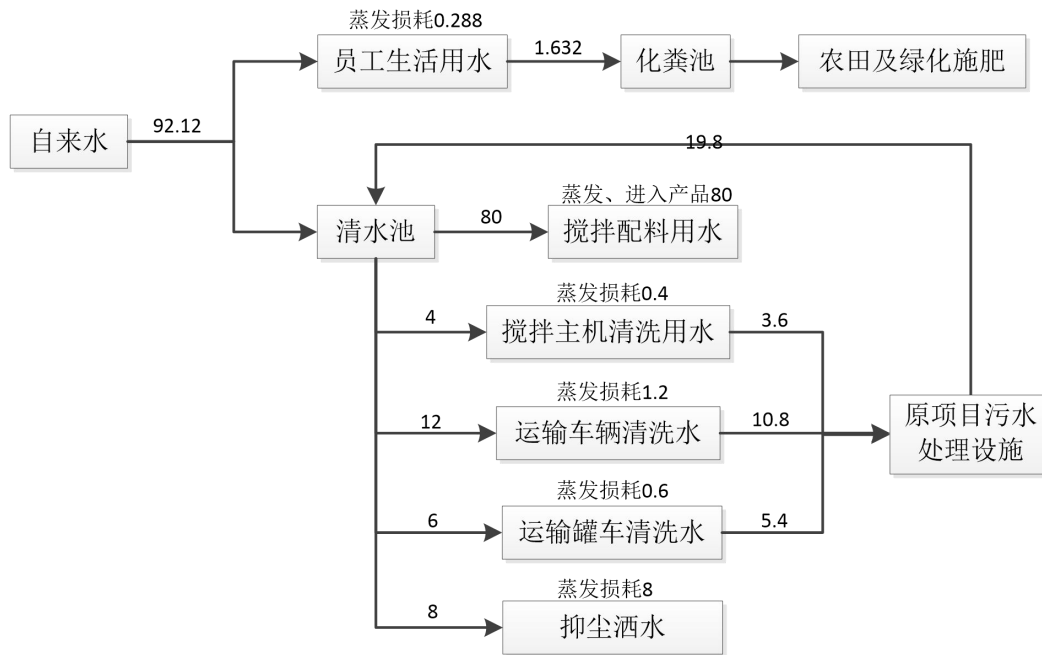 蒸发损耗0.288
员工生活用水
1.632
化粪池
农田及绿化施肥
自来水
92.12
19.8
蒸发、进入产品80
清水池
80
搅拌配料用水
蒸发损耗0.4
4
搅拌主机清洗用水
3.6
蒸发损耗1.2
12
运输车辆清洗水
10.8
原项目污水
处理设施
蒸发损耗0.6
6
运输罐车清洗水
5.4
蒸发损耗8
8
抑尘洒水